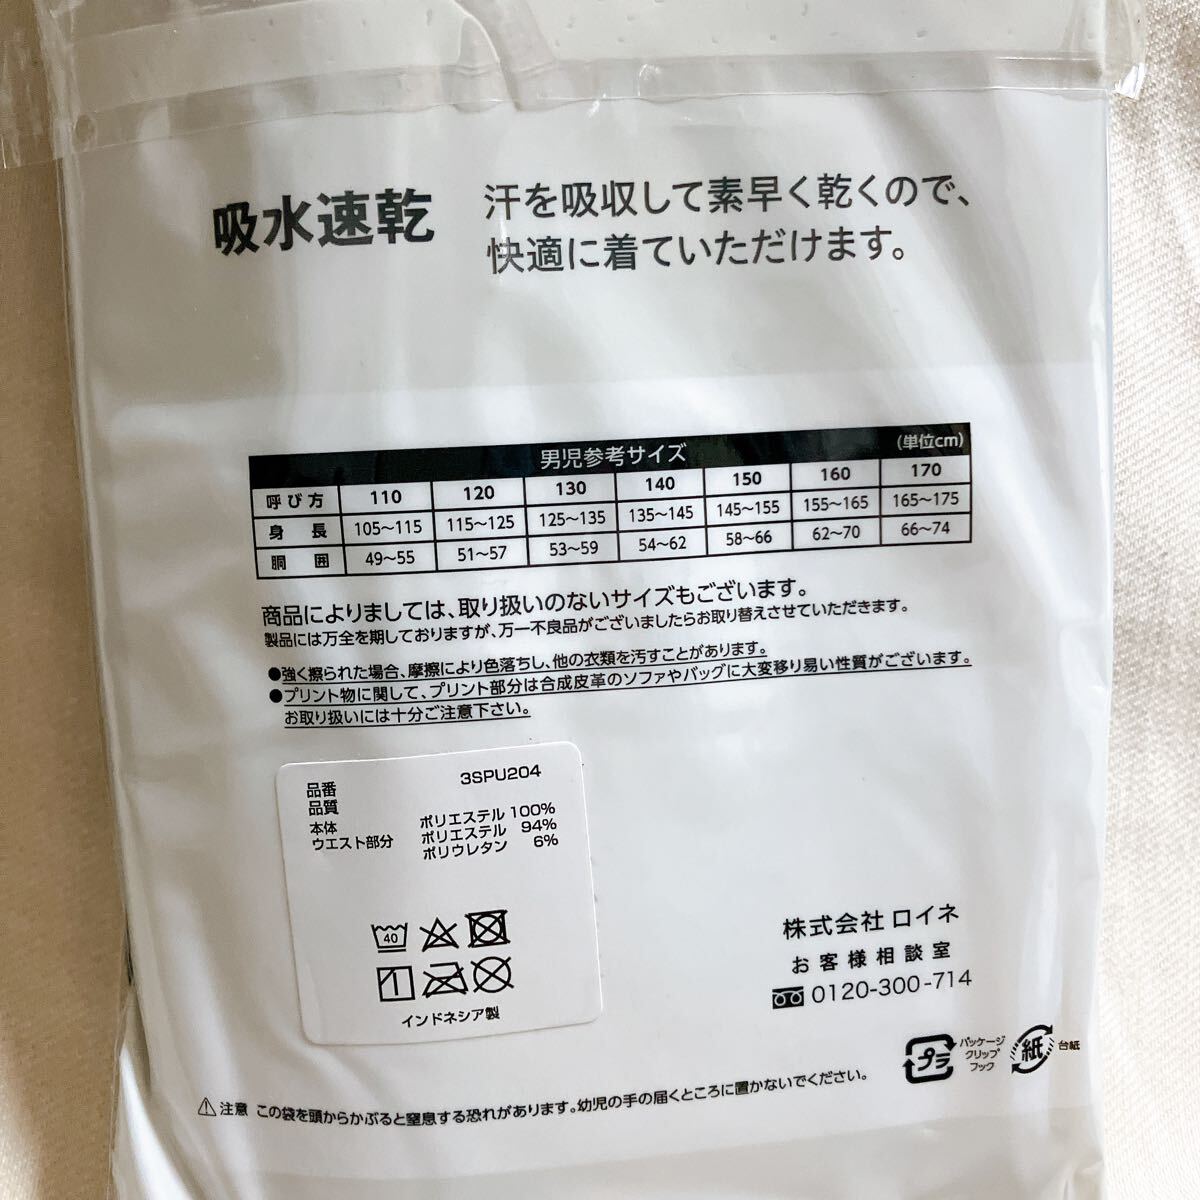 吸水速乾
汗を吸収して素早く乾くので、
快適に着ていただけます。
男児参考サイズ (単位cm)
呼び方 110 120 130 140 150 160 170
身長 105～115 115～125 125～135 135～145 145～155 155～165 165～175
胴囲 49～55 51～57 53～59 54～62 58～66 62～70 66～74
商品によりましては、取り扱いのないサイズもございます。
製品には万全を期しておりますが、万一不良品がございましたらお取り替えさせていただきます。
●強く擦られた場合、摩擦により色落ちし、他の衣類を汚すことがあります。
●プリント物に関して、プリント部分は合成皮革のソファやバッグに大変移り易い性質がございます。
お取り扱いには十分ご注意下さい。
品番 3SPU204
品質
本体 ポリエステル 100%
ウエスト部分 ポリエステル 94%
ポリウレタン 6%
40
インドネシア製
株式会社 ロイネ
お客様相談室
0120-300-714
プラ パッケージ
クリップ
フック
紙 台紙
⚠注意 この袋を頭からかぶると窒息する恐れがあります。幼児の手の届くところに置かないでください。